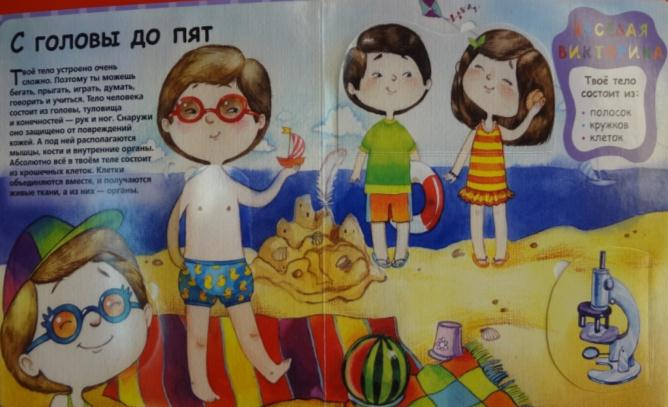 С ГОЛОВЫ ДО ПЯТ
Твоё тело устроено очень
сложно. Поэтому ты можешь
бегать, прыгать, играть, думать,
говорить и учиться. Тело человека
состоит из головы, туловища
и конечностей — рук и ног. Снаружи
оно защищено от повреждений
кожей. А под ней располагаются
мышцы, кости и внутренние органы.
Абсолютно всё в твоём теле состоит
из крошечных клеток. Клетки
объединяются вместе, и получаются
живые ткани, а из них — органы.
ВЕСЁЛАЯ
ВИКТОРИНА
Твоё тело
состоит из:
• полосок
• кружков
• клеток